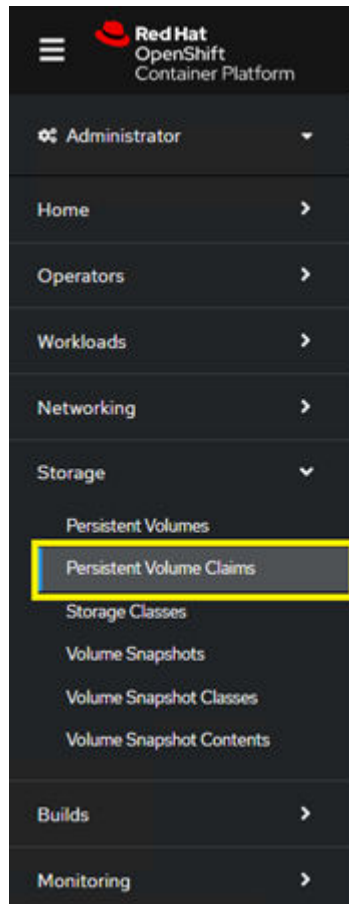 Red Hat
OpenShift
Container Platform
Administrator
Home
Operators
Workloads
Networking
Storage
Persistent Volumes
Persistent Volume Claims
Storage Classes
Volume Snapshots
Volume Snapshot Classes
Volume Snapshot Contents
Builds
Monitoring